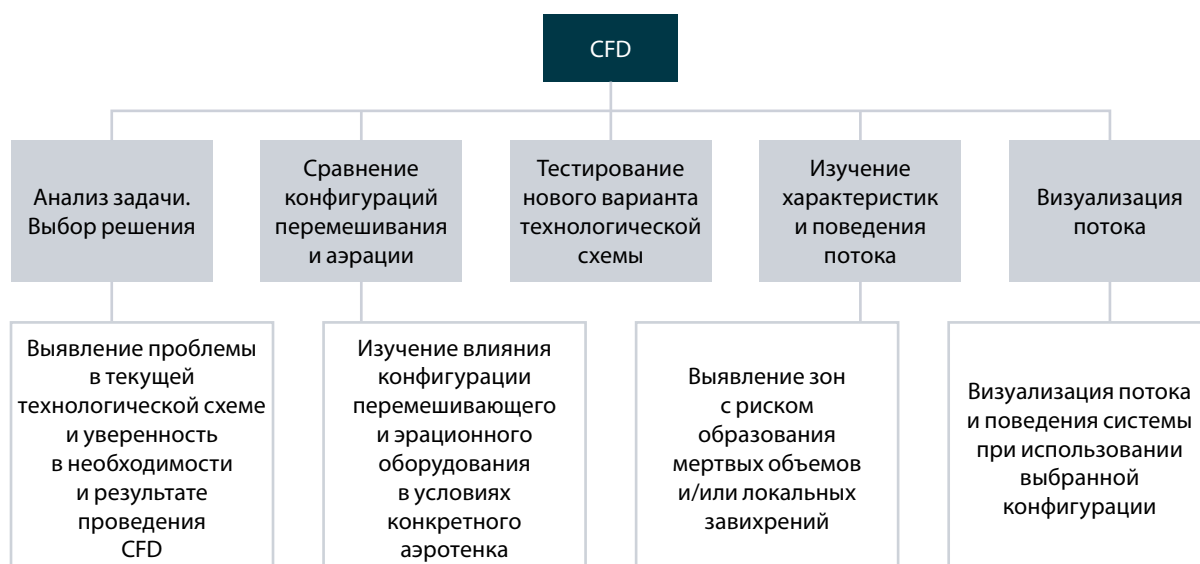 CFD
Анализ задачи.
Выбор решения
Сравнение
конфигураций
перемешивания
и аэрации
Тестирование
нового варианта
технологической
схемы
Изучение
характеристик
и поведения
потока
Визуализация
потока
Выявление проблемы
в текущей
технологической схеме
и уверенность
в необходимости
и результате
проведения
CFD
Изучение влияния
конфигурации
перемешивающего
и эрационного
оборудования
в условиях
конкретного
аэротенка
Выявление зон
с риском
образования
мертвых объемов
и/или локальных
завихрений
Визуализация потока
и поведения системы
при использовании
выбранной
конфигурации